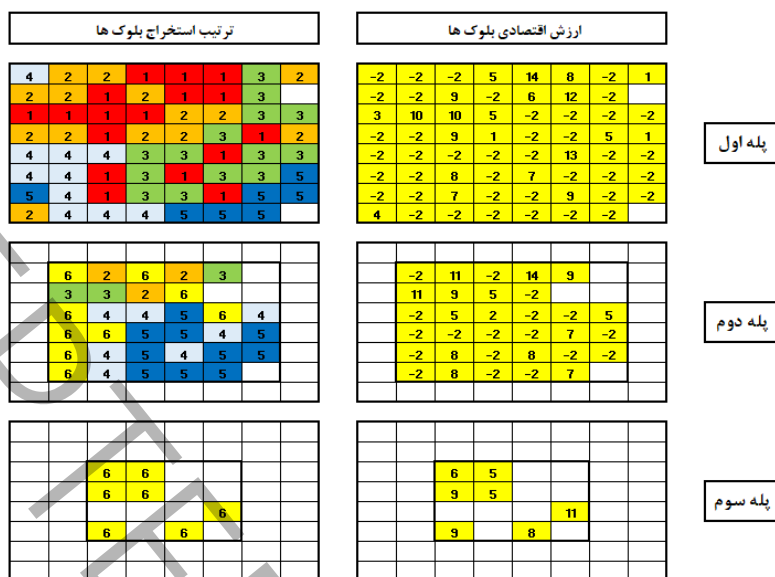 ترتیب استخراج بلوک ها
4 2 2 1 1 1 3 2
2 2 1 2 1 1 3
1 1 1 1 2 2 3 3
2 2 1 2 2 3 1 2
4 4 4 3 3 1 3 3
4 4 1 3 1 3 3 5
5 4 1 3 3 1 5 5
2 4 4 4 5 5 5
6 2 6 2 3
3 3 2 6
6 4 4 5 6 4
6 6 5 5 4 5
6 4 5 4 5 5
6 4 5 5 5
6 6
6 6
6
6 6
ارزش اقتصادی بلوک ها
-2 -2 -2 5 14 8 -2 1
-2 -2 9 -2 6 12 -2
3 10 10 5 -2 -2 -2 -2
-2 -2 9 1 -2 -2 5 1
-2 -2 -2 -2 -2 13 -2 -2
-2 -2 8 -2 7 -2 -2 -2
-2 -2 7 -2 -2 9 -2 -2
4 -2 -2 -2 -2 -2 -2
-2 11 -2 14 9
11 9 5 -2
-2 5 2 -2 -2 5
-2 -2 -2 -2 7 -2
-2 8 -2 8 -2 -2
-2 8 -2 -2 7
6 5
9 5
11
9 8
پله اول
پله دوم
پله سوم